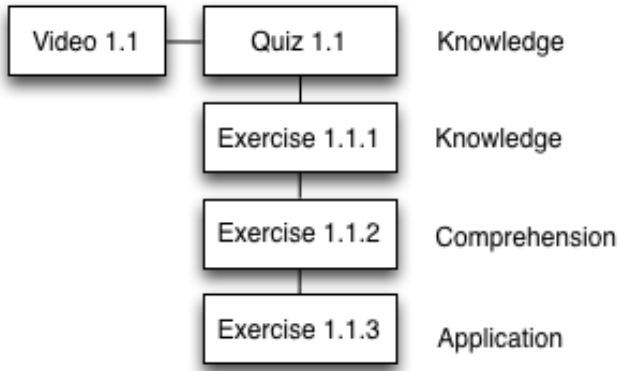 Video 1.1 Quiz 1.1 Knowledge
Exercise 1.1.1 Knowledge
Exercise 1.1.2 Comprehension
Exercise 1.1.3 Application